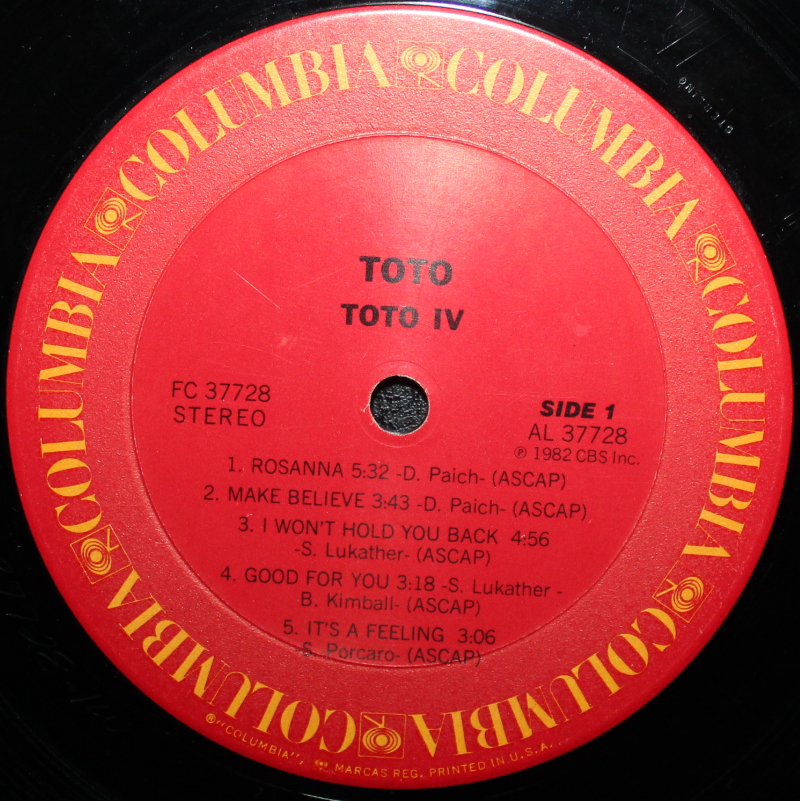 COLUMBIA COLUMBIA COLUMBIA COLUMBIA COLUMBIA COLUMBIA COLUMBIA
STERLING
TOTO
TOTO IV
FC 37728
STEREO
SIDE 1
AL 37728
℗ 1982 CBS Inc.
1. ROSANNA 5:32 -D. Paich- (ASCAP)
2. MAKE BELIEVE 3:43 -D. Paich- (ASCAP)
3. I WON'T HOLD YOU BACK 4:56
-S. Lukather- (ASCAP)
4. GOOD FOR YOU 3:18 -S. Lukather -
B. Kimball- (ASCAP)
5. IT'S A FEELING 3:06
-S. Porcaro- (ASCAP)
®"COLUMBIA", MARCAS REG. PRINTED IN U.S.A.